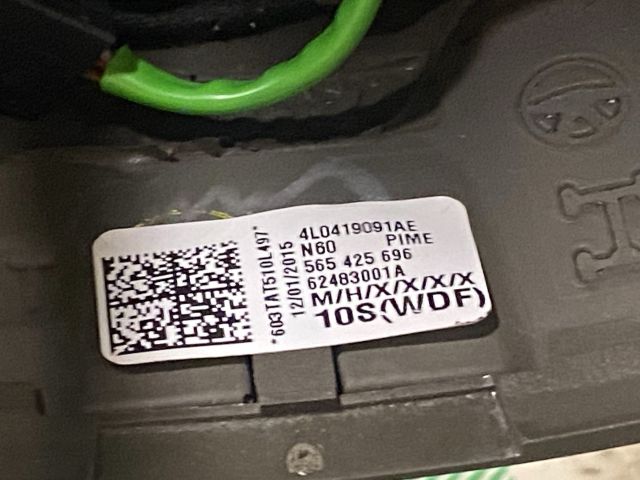 *603TAT510L497*
12/01/2015
4L0419091AE
N60 PIME
565 425 696
62483001A
M/H/X/X/X/X
10S(WDF)